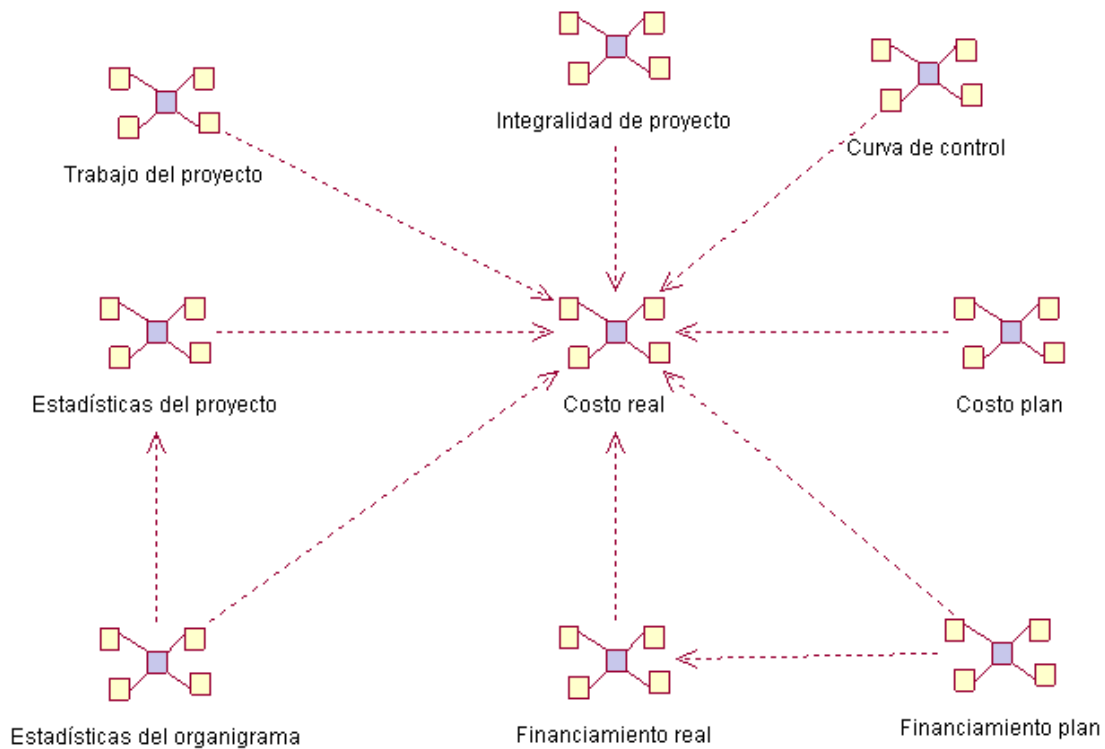 Integralidad de proyecto
Curva de control
Trabajo del proyecto
Estadísticas del proyecto
Costo real
Costo plan
Estadísticas del organigrama
Financiamiento real
Financiamiento plan